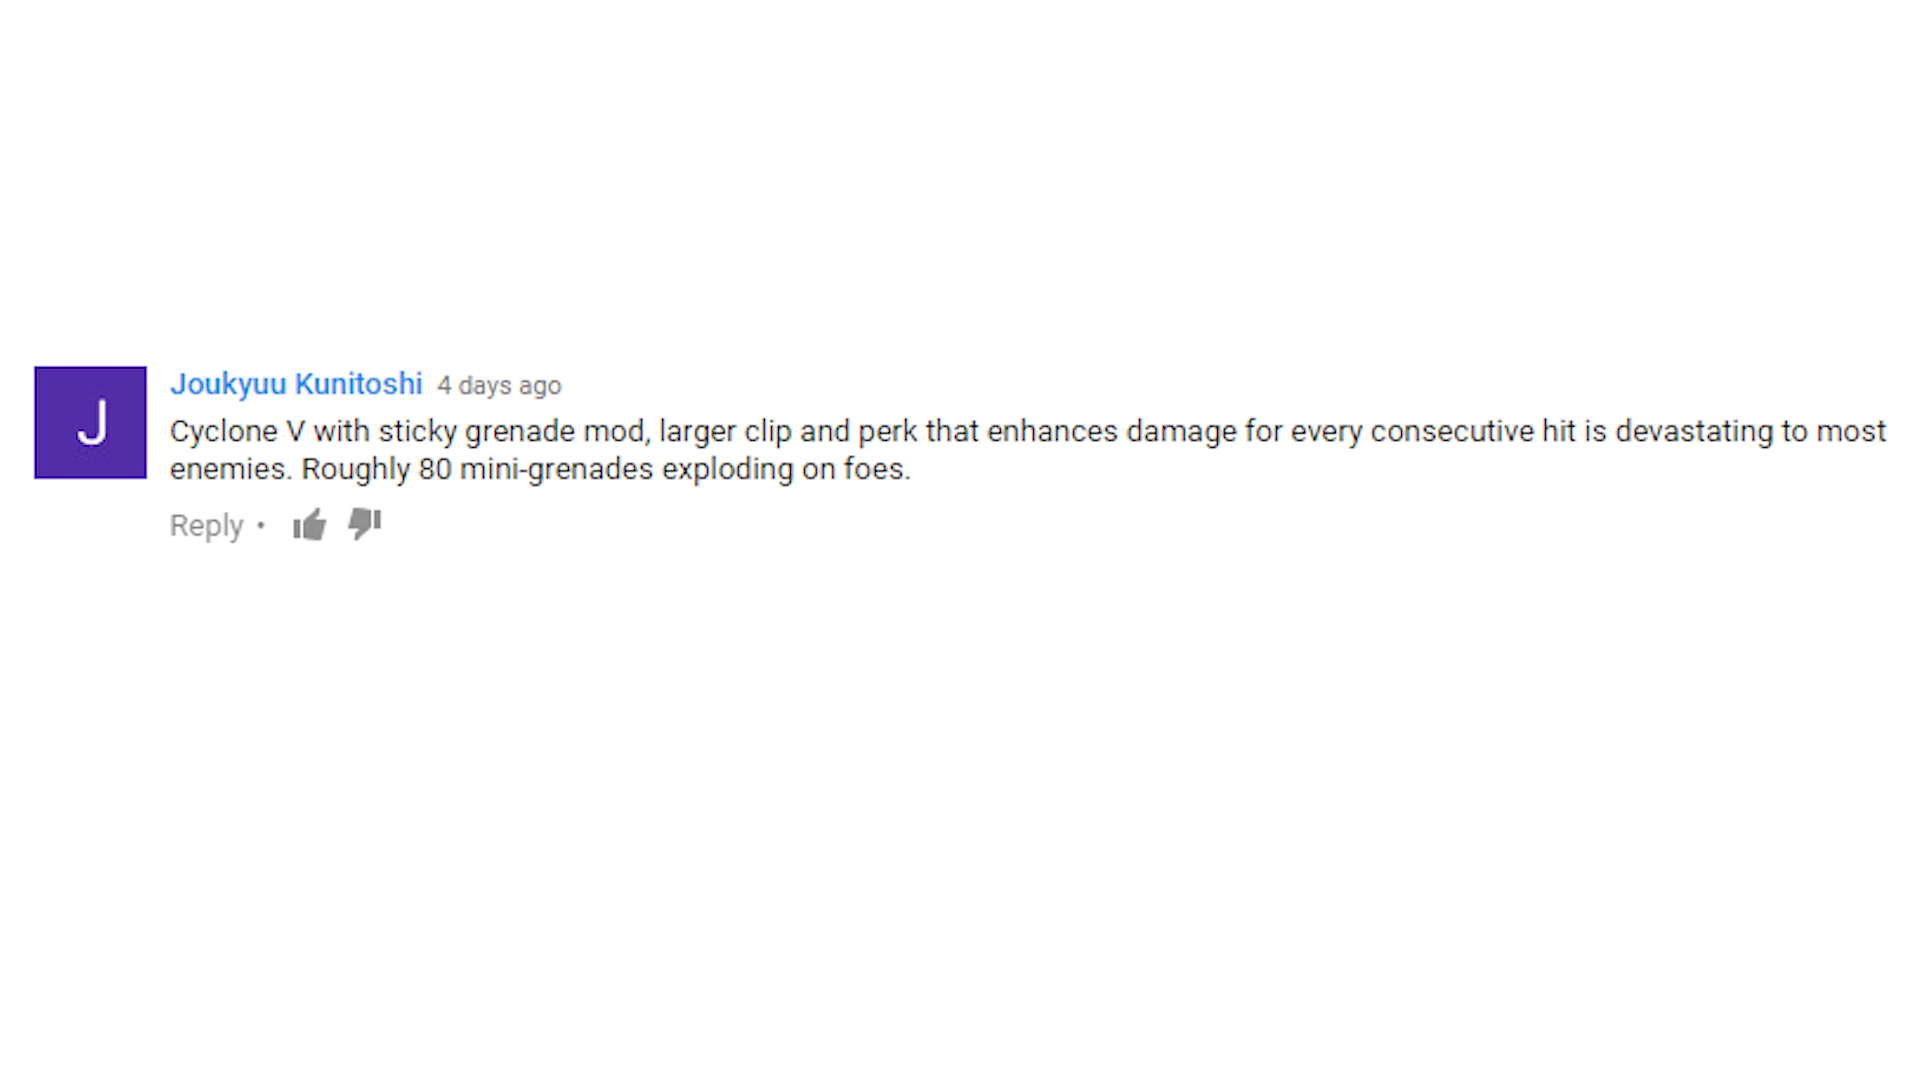 J
Joukyuu Kunitoshi 4 days ago
Cyclone V with sticky grenade mod, larger clip and perk that enhances damage for every consecutive hit is devastating to most
enemies. Roughly 80 mini-grenades exploding on foes.
Reply •